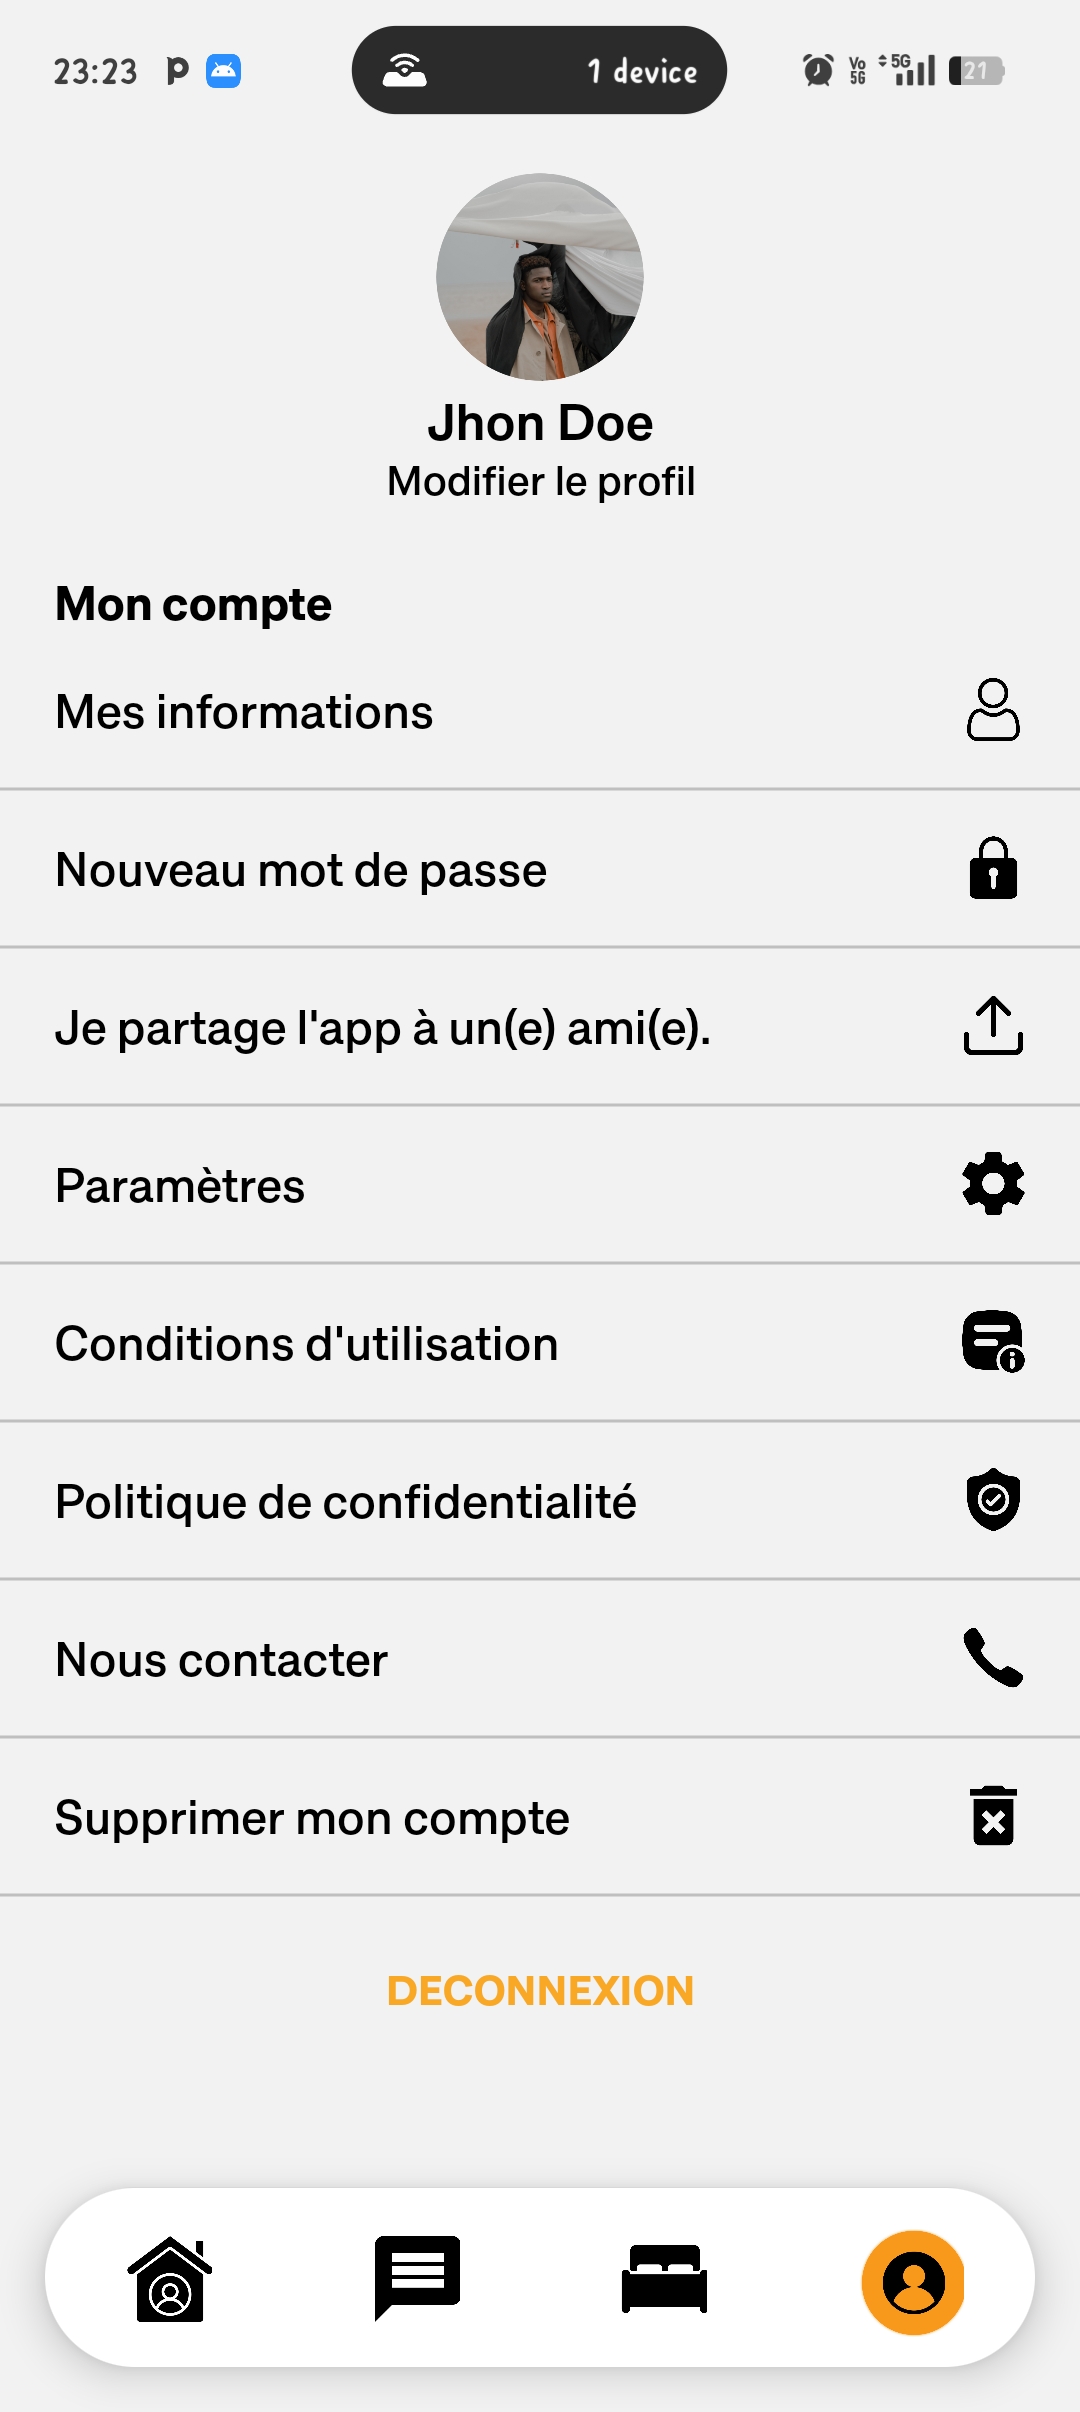 23:23
1 device
Vo
5G
5G
21
Jhon Doe
Modifier le profil
Mon compte
Mes informations
Nouveau mot de passe
Je partage l'app à un(e) ami(e).
Paramètres
Conditions d'utilisation
Politique de confidentialité
Nous contacter
Supprimer mon compte
DECONNEXION